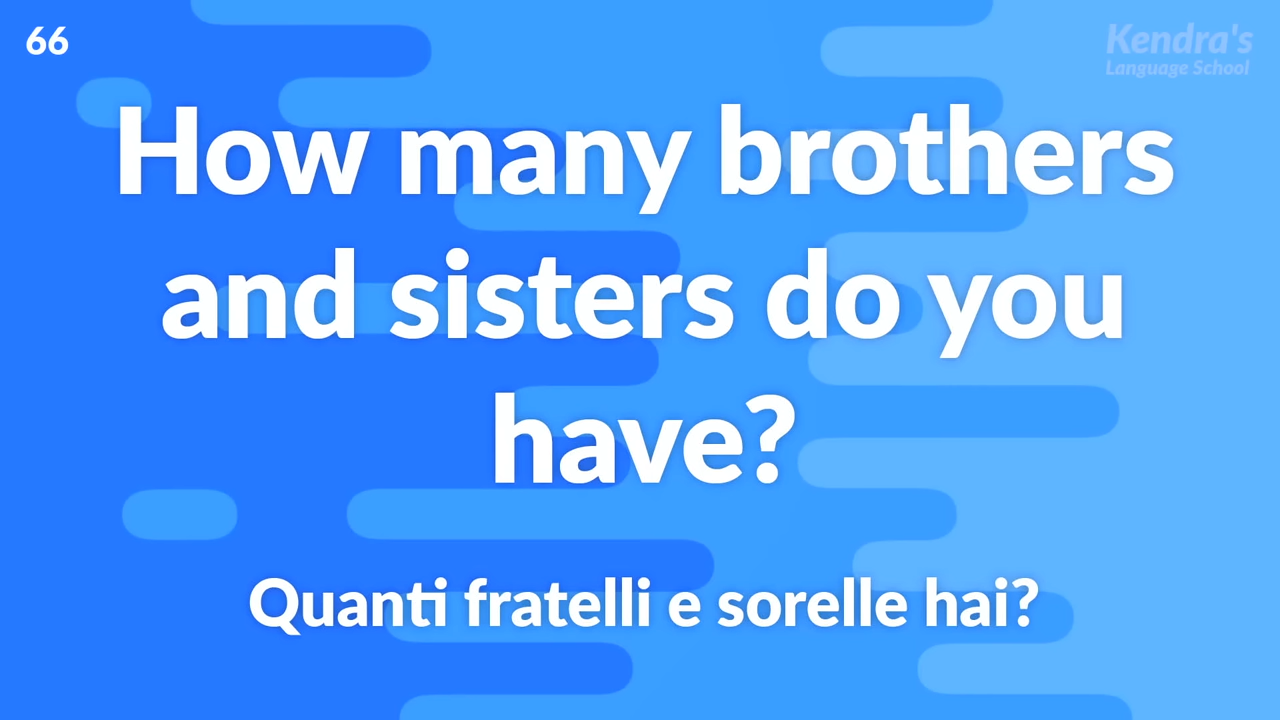 66
Kendra's
Language School
How many brothers
and sisters do you
have?
Quanti fratelli e sorelle hai?